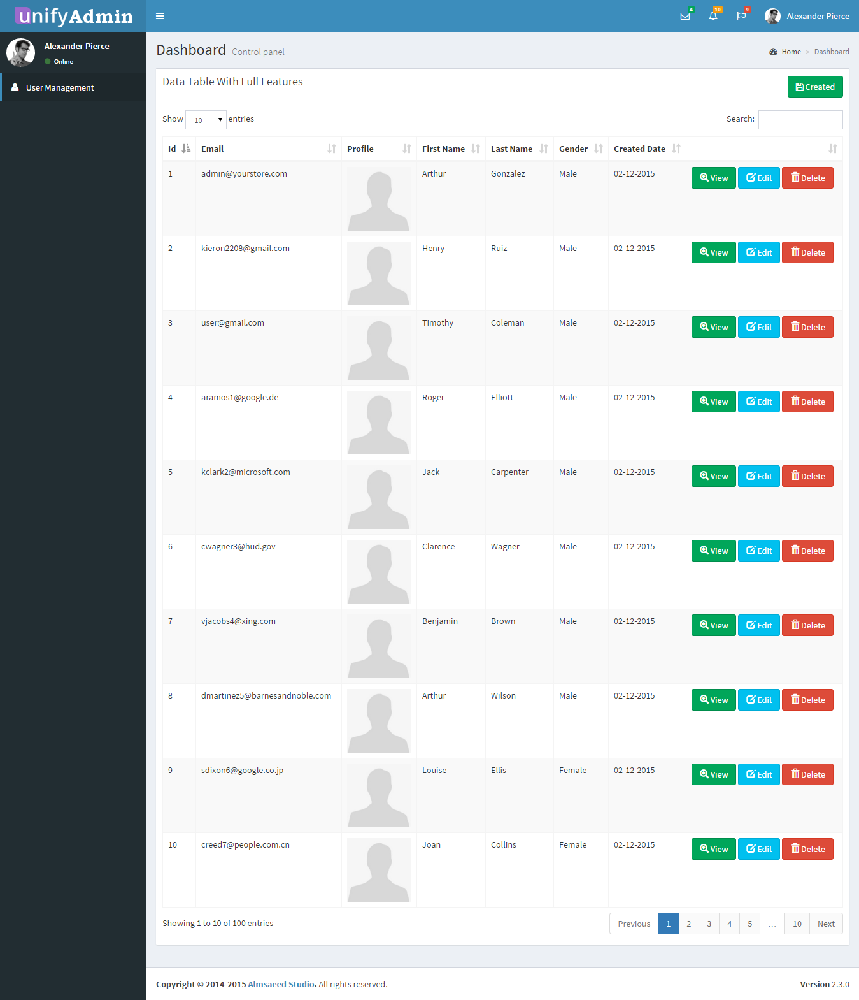 unifyAdmin
4 10 9 Alexander Pierce
Alexander Pierce
Online
User Management
Dashboard Control panel
Home > Dashboard
Data Table With Full Features
Created
Show 10 entries
Search:
Id Email Profile First Name Last Name Gender Created Date
1 admin@yourstore.com Arthur Gonzalez Male 02-12-2015 View Edit Delete
2 kieron2208@gmail.com Henry Ruiz Male 02-12-2015 View Edit Delete
3 user@gmail.com Timothy Coleman Male 02-12-2015 View Edit Delete
4 aramos1@google.de Roger Elliott Male 02-12-2015 View Edit Delete
5 kclark2@microsoft.com Jack Carpenter Male 02-12-2015 View Edit Delete
6 cwagner3@hud.gov Clarence Wagner Male 02-12-2015 View Edit Delete
7 vjacobs4@xing.com Benjamin Brown Male 02-12-2015 View Edit Delete
8 dmartinez5@barnesandnoble.com Arthur Wilson Male 02-12-2015 View Edit Delete
9 sdixon6@google.co.jp Louise Ellis Female 02-12-2015 View Edit Delete
10 creed7@people.com.cn Joan Collins Female 02-12-2015 View Edit Delete
Showing 1 to 10 of 100 entries
Previous 1 2 3 4 5 … 10 Next
Copyright © 2014-2015 Almsaeed Studio. All rights reserved.
Version 2.3.0